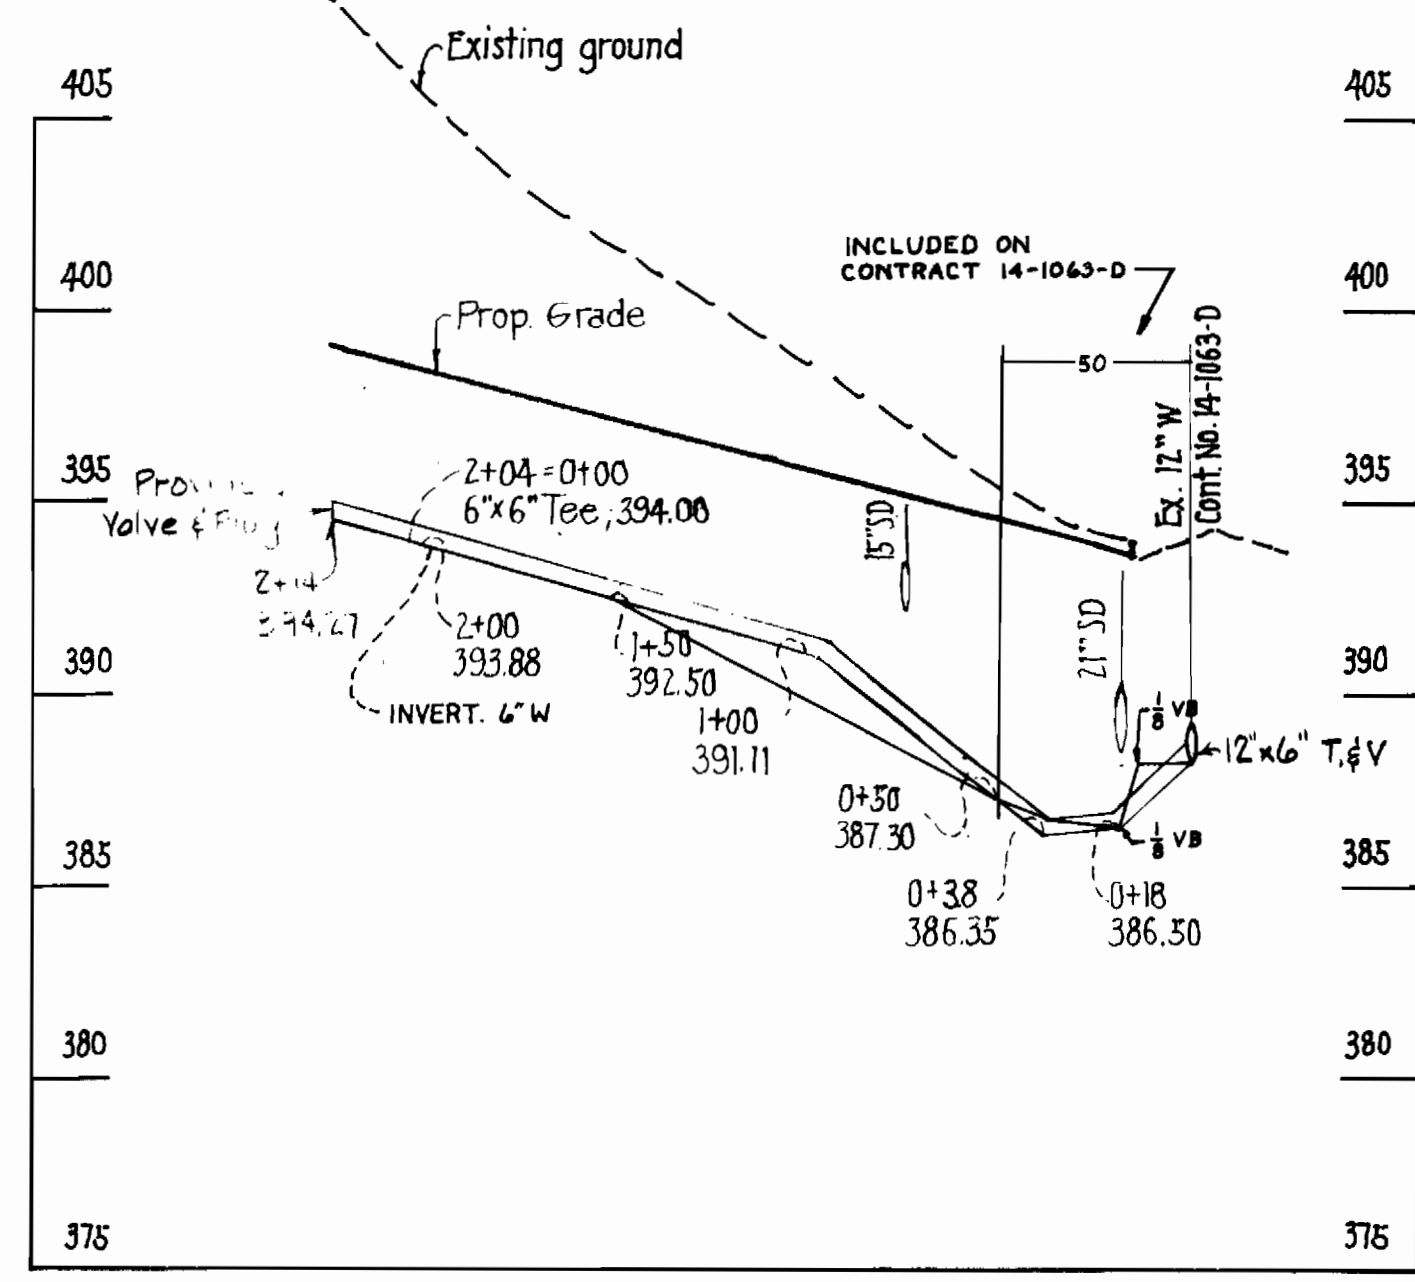 Existing ground
405
405
INCLUDED ON
CONTRACT 14-1063-D
400
400
Prop. Grade
50
Ex. 12" W
Cont. No. 14-1063-D
395
395
2+04=0+00
6"x6" Tee, 394.00
Valve &
15" SD
2+00
393.88
INVERT. 6" W
1+50
392.50
21" SD
390
390
1+00
391.11
1/8 VB
12"x6" T.&V
0+50
387.30
1/8 VB
385
385
0+38
386.35
0+18
386.50
380
380
375
375